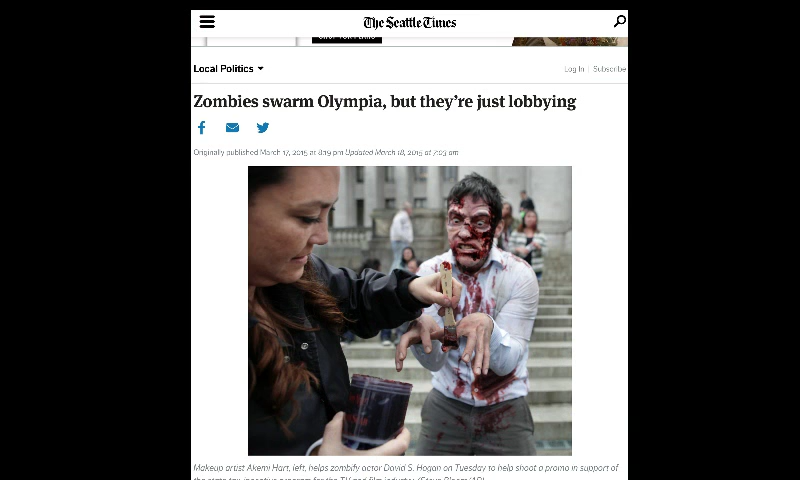 The Seattle Times
Local Politics
Log In | Subscribe
Zombies swarm Olympia, but they're just lobbying
Originally published March 17, 2015 at 8:19 pm Updated March 18, 2015 at 7:03 am
Makeup artist Akemi Hart, left, helps zombify actor David S. Hogan on Tuesday to help shoot a promo in support of